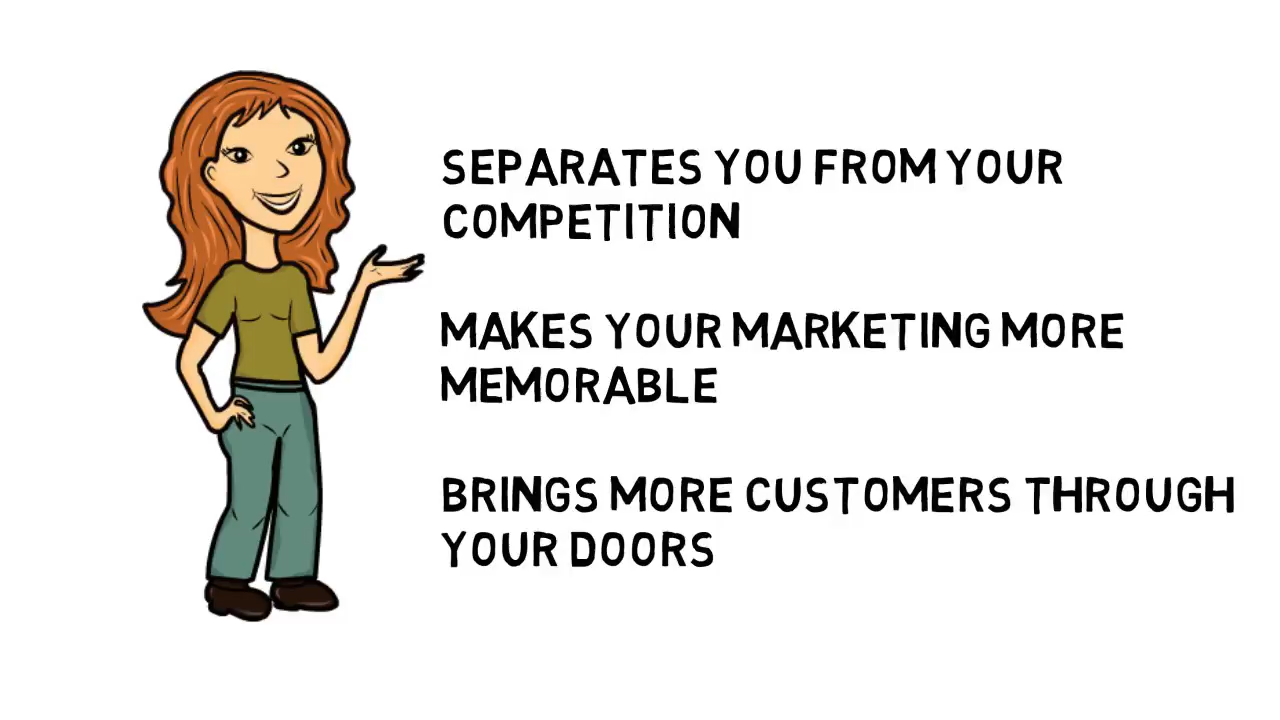 SEPARATES YOU FROM YOUR
COMPETITION
MAKES YOUR MARKETING MORE
MEMORABLE
BRINGS MORE CUSTOMERS THROUGH
YOUR DOORS